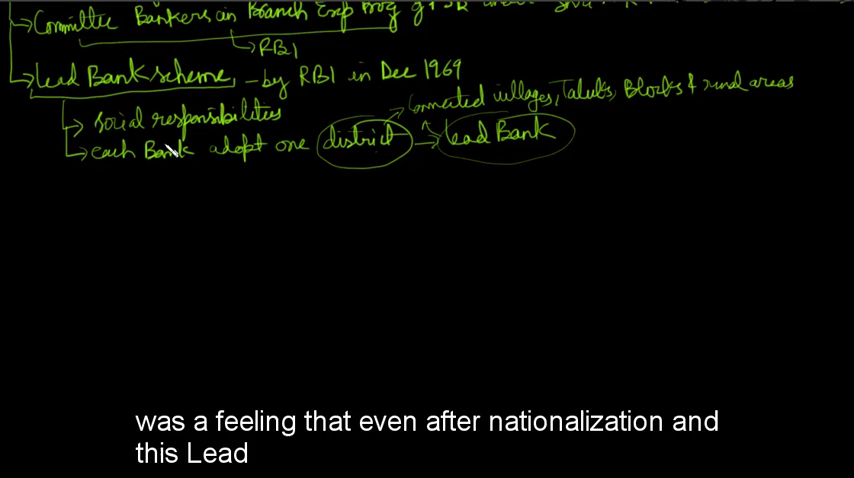 → Committee Bankers on Branch Exp Prog
→ RBI
→ Lead Bank scheme, – by RBI in Dec 1969
Connected villages, Taluks, Blocks & rural areas
→ social responsibilities
→ each Bank adopt one district → lead Bank
was a feeling that even after nationalization and
this Lead